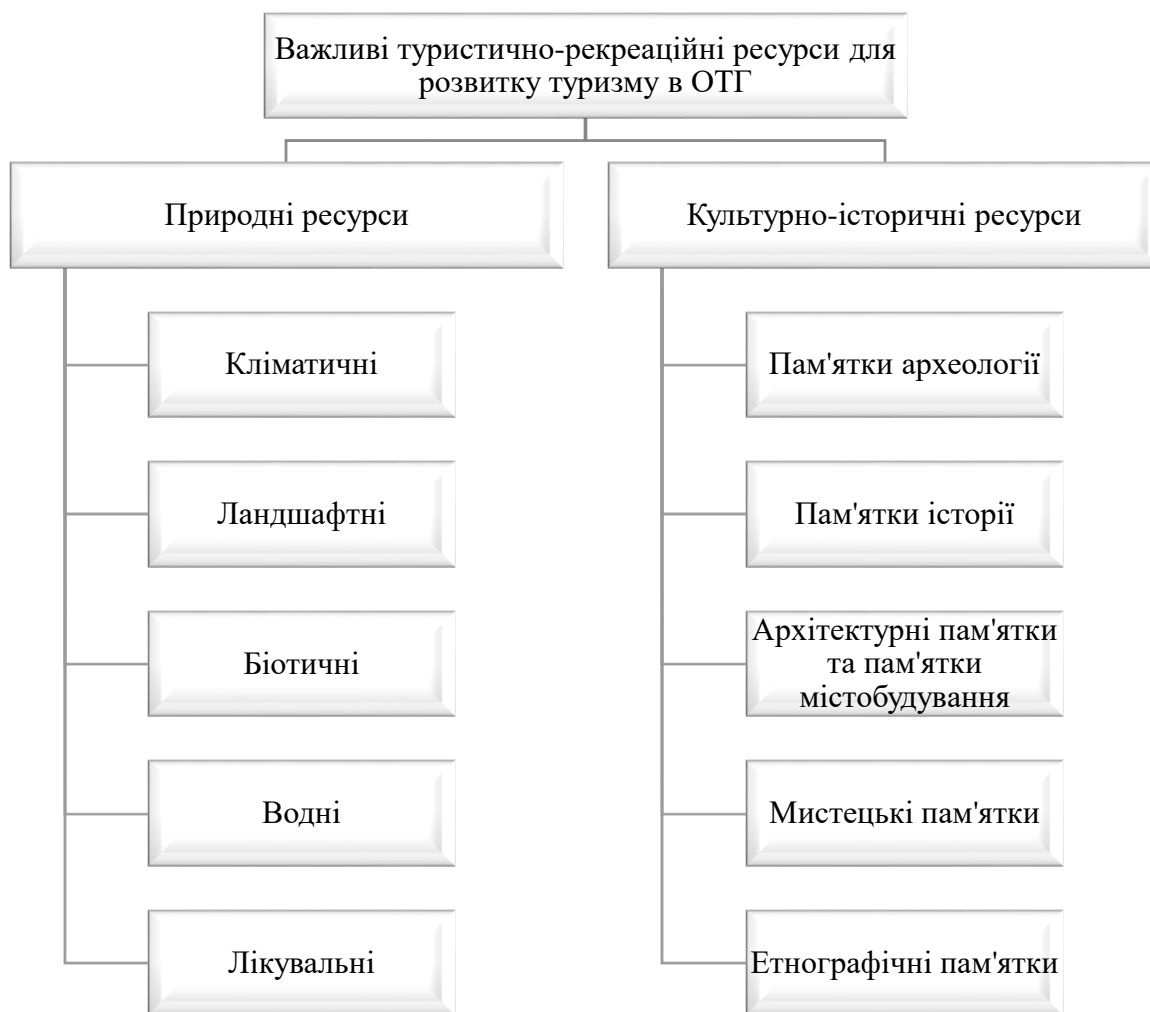 Важливі туристично-рекреаційні ресурси для
розвитку туризму в ОТГ
Природні ресурси
Кліматичні
Ландшафтні
Біотичні
Водні
Лікувальні
Культурно-історичні ресурси
Пам'ятки археології
Пам'ятки історії
Архітектурні пам'ятки
та пам'ятки
містобудування
Мистецькі пам'ятки
Етнографічні пам'ятки